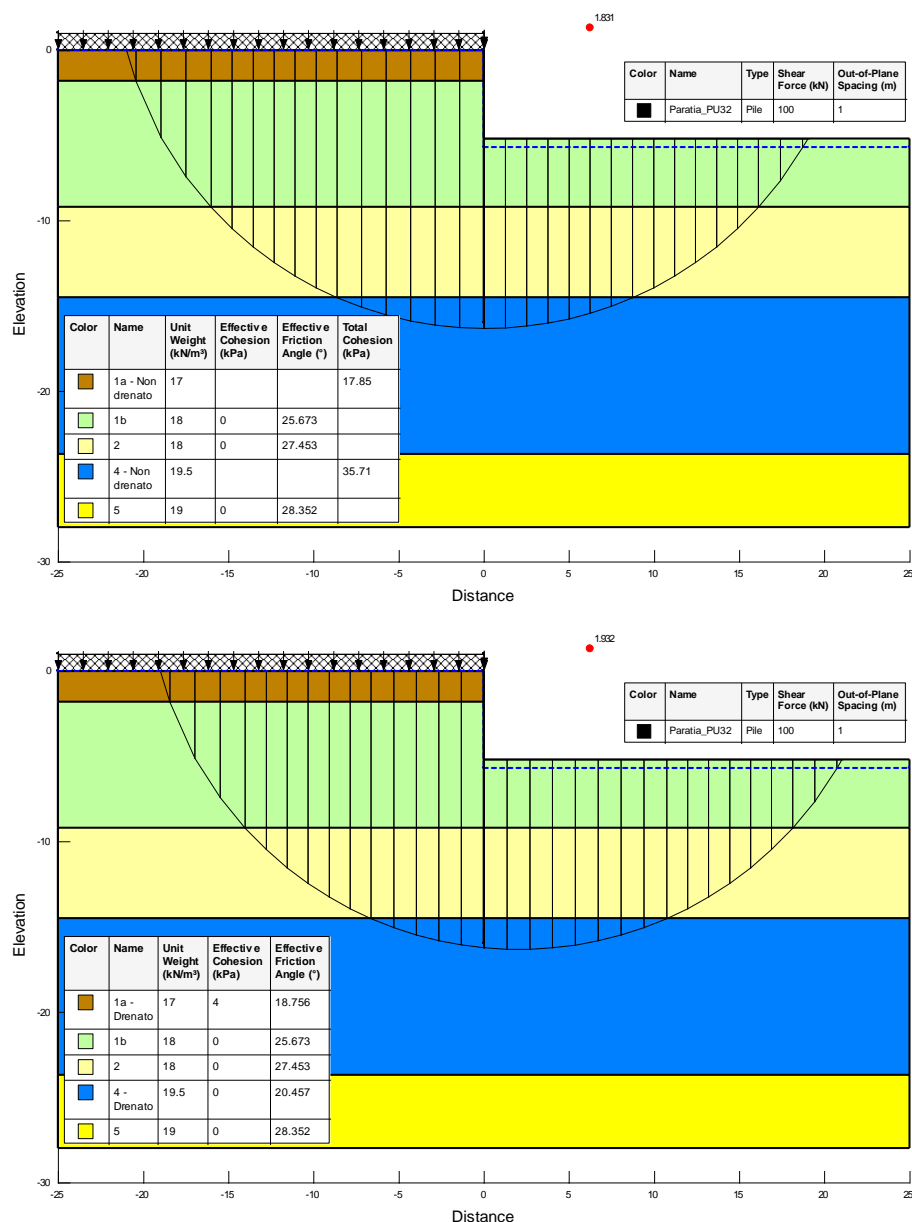 1.831
Color Name Type Shear Force (kN) Out-of-Plane Spacing (m)
Paratia_PU32 Pile 100 1
0
-10
-20
-30
Elevation
Color Name Unit Weight (kN/m³) Effective Cohesion (kPa) Effective Friction Angle (°) Total Cohesion (kPa)
1a - Non drenato 17 17.85
1b 18 0 25.673
2 18 0 27.453
4 - Non drenato 19.5 35.71
5 19 0 28.352
-25 -20 -15 -10 -5 0 5 10 15 20 25
Distance
1.932
Color Name Type Shear Force (kN) Out-of-Plane Spacing (m)
Paratia_PU32 Pile 100 1
0
-10
-20
-30
Elevation
Color Name Unit Weight (kN/m³) Effective Cohesion (kPa) Effective Friction Angle (°)
1a - Drenato 17 4 18.756
1b 18 0 25.673
2 18 0 27.453
4 - Drenato 19.5 0 20.457
5 19 0 28.352
-25 -20 -15 -10 -5 0 5 10 15 20 25
Distance